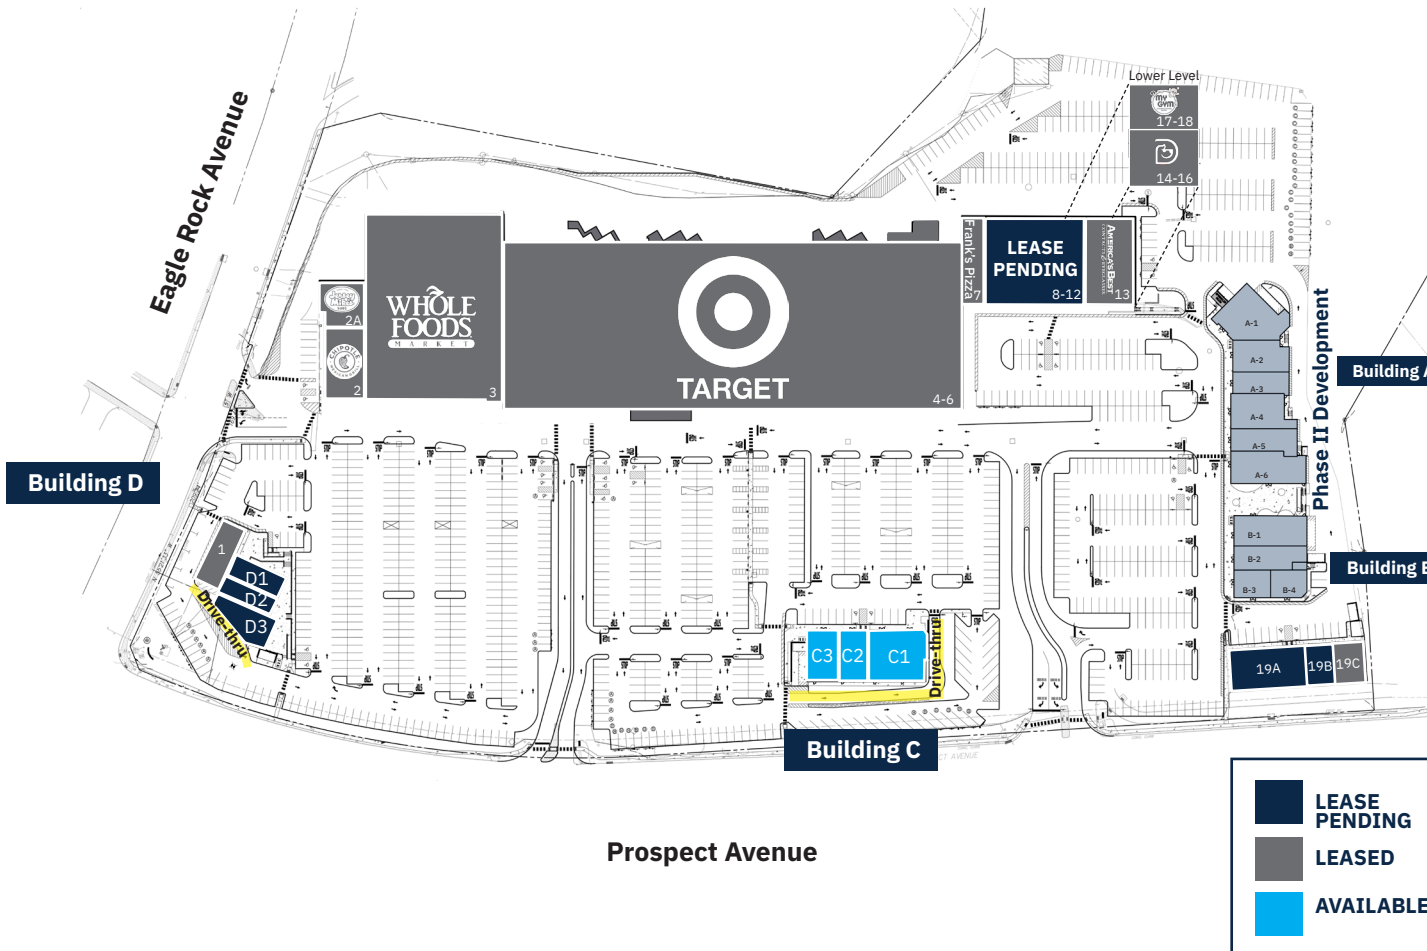 Lower Level
MY
GYM
17-18
14-16
Eagle Rock Avenue
Frank's Pizza
7
LEASE
PENDING
8-12
AMERICA'S BEST
13
2A
CHIPOTLE
2
WHOLE
FOODS
MARKET
3
TARGET
4-6
A-1
A-2
A-3
A-4
A-5
A-6
Phase II Development
Building A
Building D
B-1
B-2
B-3
B-4
Building B
1
D1
D2
D3
Drive-thru
C3
C2
C1
Drive-thru
19A
19B
19C
Building C
CT AVENUE
Prospect Avenue
LEASE
PENDING
LEASED
AVAILABLE